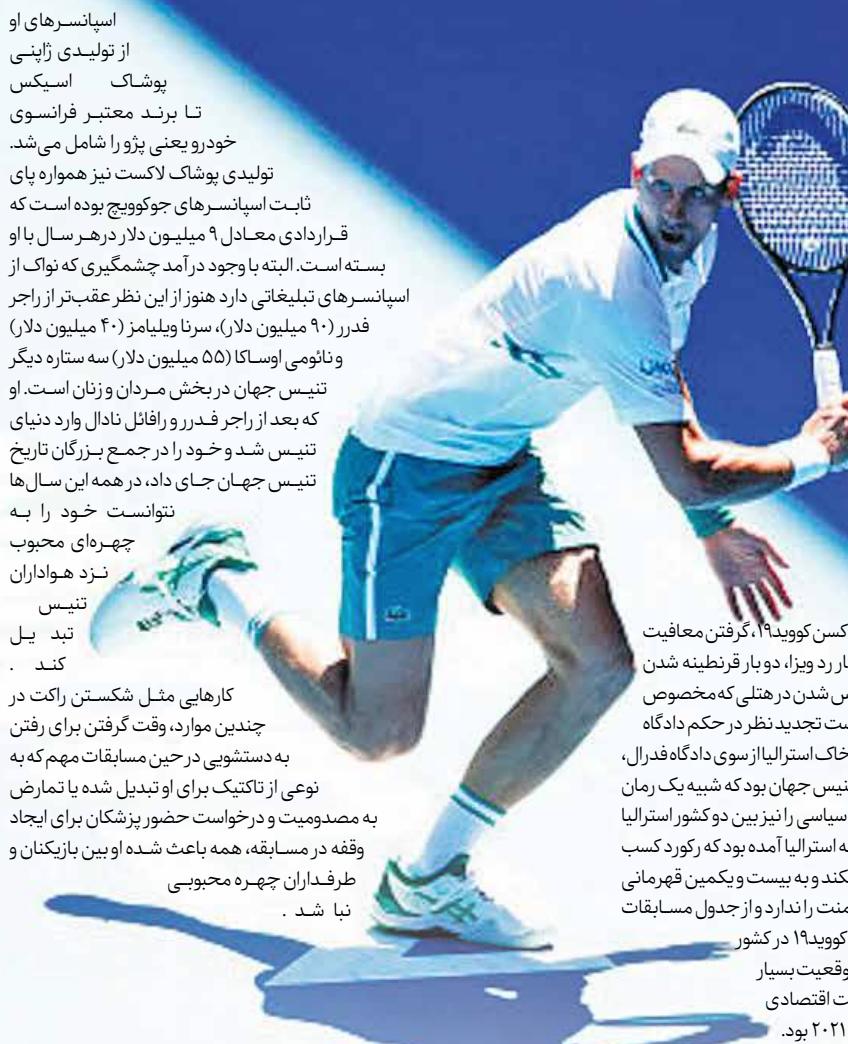 اسپانسرهای او
از تولیدی ژاپنی
پوشاک اسیکس
تا برند معتبر فرانسوی
خودرو یعنی پژو را شامل می‌شد.
تولیدی پوشاک لاکست نیز همواره پای
ثابت اسپانسرهای جوکوویچ بوده است که
قراردادی معادل ۹ میلیون دلار درهر سال با او
بسته است. البته با وجود درآمد چشمگیری که نواک از
اسپانسرهای تبلیغاتی دارد هنوز از این نظر عقب‌تر از راجر
فدرر (۹۰ میلیون دلار)، سرنا ویلیامز (۴۰ میلیون دلار)
و نائومی اوساکا (۵۵ میلیون دلار) سه ستاره دیگر
تنیس جهان در بخش مردان و زنان است. او
که بعد از راجر فدرر و رافائل نادال وارد دنیای
تنیس شد و خود را در جمع بزرگان تاریخ
تنیس جهان جای داد، در همه این سال‌ها
نتوانست خود را به
چهره‌ای محبوب
نزد هواداران
تنیس
تبد یل
کند .
کارهایی مثل شکستن راکت در
چندین موارد، وقت گرفتن برای رفتن
به دستشویی در حین مسابقات مهم که به
نوعی از تاکتیک برای او تبدیل شده یا تمارض
به مصدومیت و درخواست حضور پزشکان برای ایجاد
وقفه در مسابقه، همه باعث شده او بین بازیکنان و
طرفداران چهره محبوبی
نبا شد .
کسن کووید۱۹، گرفتن معافیت
ار رد ویزا، دو بار قرنطینه شدن
س شدن در هتلی که مخصوص
ست تجدید نظر در حکم دادگاه
خاک استرالیا از سوی دادگاه فدرال،
نیس جهان بود که شبیه یک رمان
سیاسی را نیز بین دو کشور استرالیا
ه استرالیا آمده بود که رکورد کسب
کند و به بیست و یکمین قهرمانی
منت را ندارد و از جدول مسابقات
کووید۱۹ در کشور
وقعیت بسیار
ت اقتصادی
۲۰۲۱ بود.